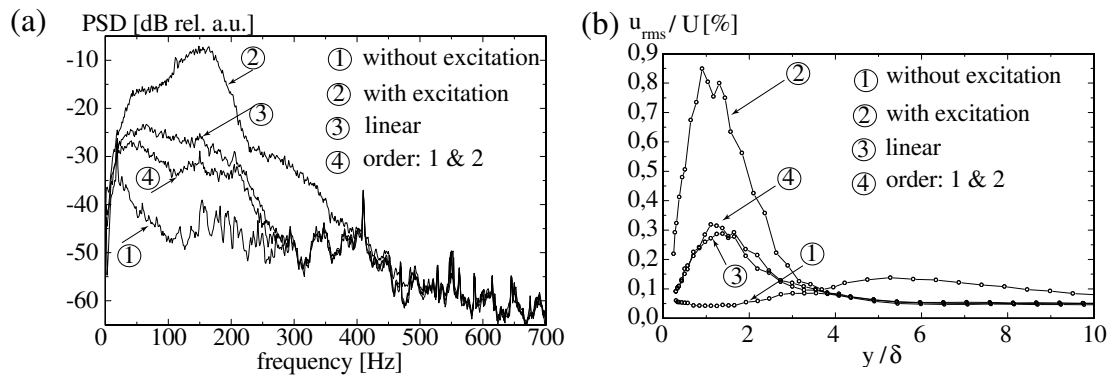 (a)
PSD [dB rel. a.u.]
-10
-20
-30
-40
-50
-60
0
100
200
300
400
500
600
700
frequency [Hz]
① without excitation
② with excitation
③ linear
④ order: 1 & 2
②
③
④
①
(b)
u_rms / U [%]
0,9
0,8
0,7
0,6
0,5
0,4
0,3
0,2
0,1
0,0
0
2
4
6
8
10
y/δ
① without excitation
② with excitation
③ linear
④ order: 1 & 2
②
④
①
③